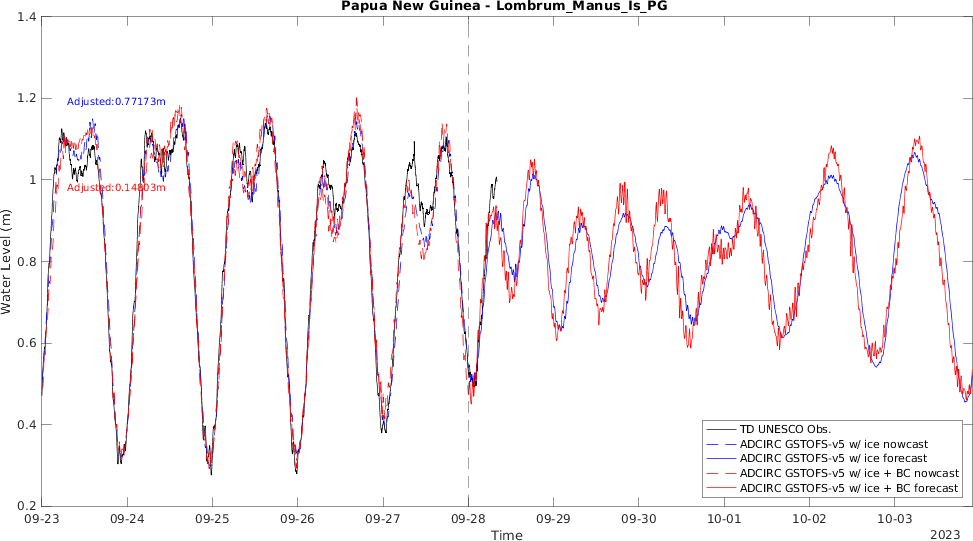 Papua New Guinea - Lombrum_Manus_Is_PG
1.4
1.2
1
0.8
0.6
0.4
0.2
Water Level (m)
Adjusted:0.77173m
Adjusted:0.14803m
TD UNESCO Obs.
ADCIRC GSTOFS-v5 w/ ice nowcast
ADCIRC GSTOFS-v5 w/ ice forecast
ADCIRC GSTOFS-v5 w/ ice + BC nowcast
ADCIRC GSTOFS-v5 w/ ice + BC forecast
09-23 09-24 09-25 09-26 09-27 09-28 09-29 09-30 10-01 10-02 10-03
Time
2023